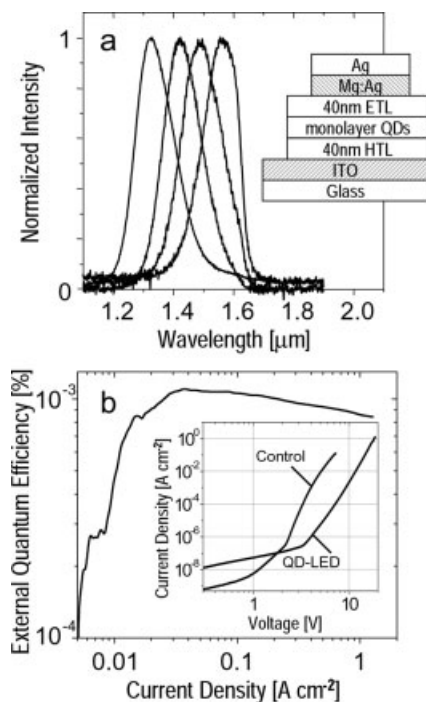 a
1
0
Normalized Intensity
1.2 1.4 1.6 1.8 2.0
Wavelength [μm]
Ag
Mg:Ag
40nm ETL
monolayer QDs
40nm HTL
ITO
Glass
b
External Quantum Efficiency [%]
10⁻³
10⁻⁴
0.01 0.1 1
0.005
Current Density [A cm⁻²]
Current Density [A cm⁻²]
10⁰
10⁻²
10⁻⁴
10⁻⁶
10⁻⁸
Control
QD-LED
1 10
Voltage [V]